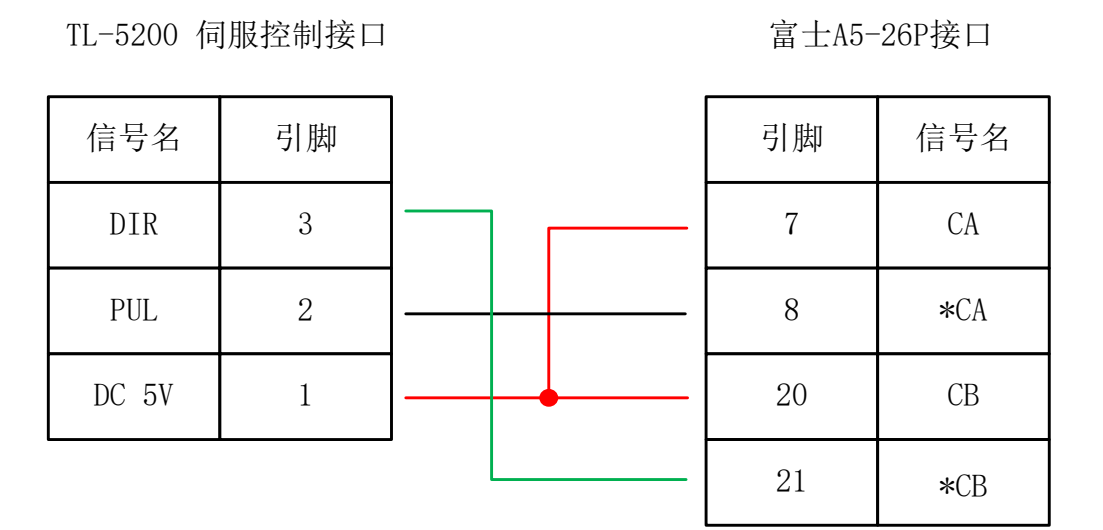 TL-5200 伺服控制接口
富士A5-26P接口
信号名 引脚
DIR 3
PUL 2
DC 5V 1
引脚 信号名
7 CA
8 *CA
20 CB
21 *CB